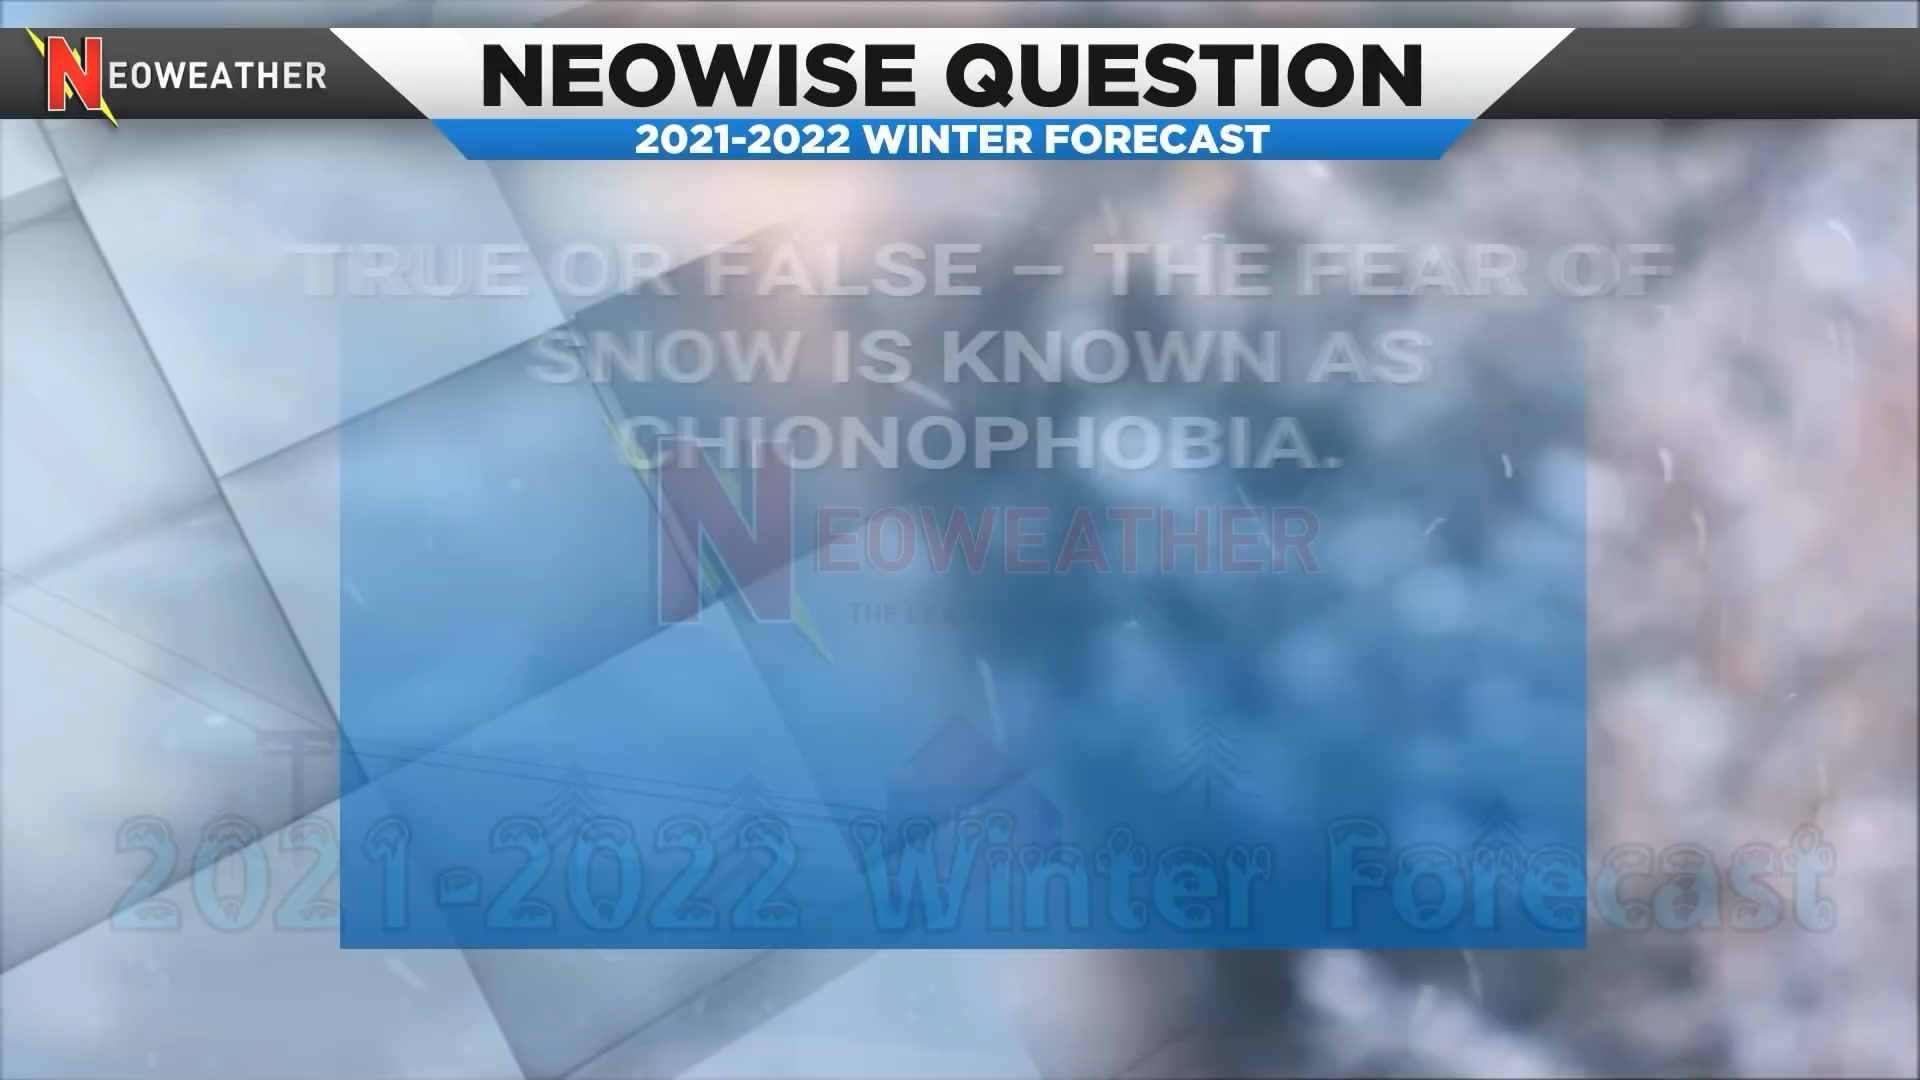 NEOWEATHER
NEOWISE QUESTION
2021-2022 WINTER FORECAST
TRUE OR FALSE – THE FEAR OF
SNOW IS KNOWN AS
CHIONOPHOBIA.
NEOWEATHER
THE
2021-2022 Winter Forecast